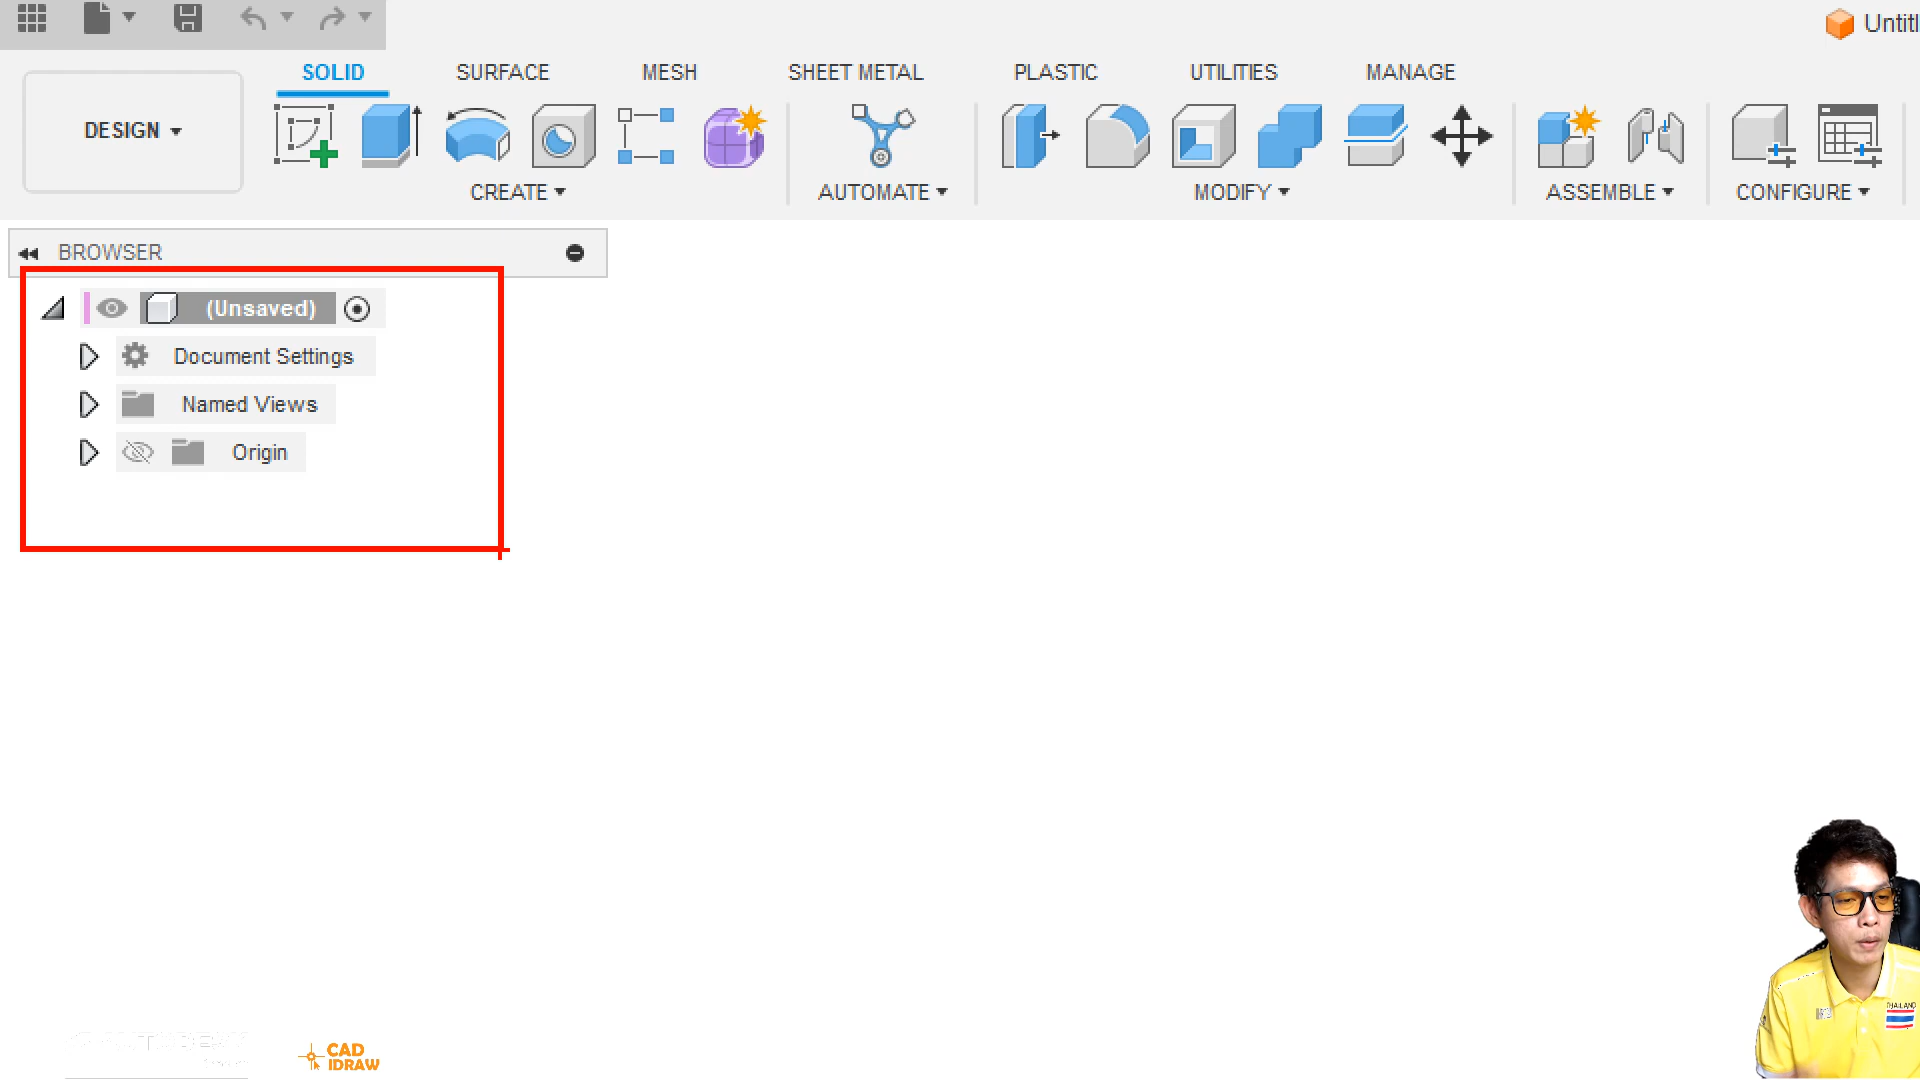 Untitl
SOLID SURFACE MESH SHEET METAL PLASTIC UTILITIES MANAGE
DESIGN
CREATE AUTOMATE MODIFY ASSEMBLE CONFIGURE
BROWSER
(Unsaved)
Document Settings
Named Views
Origin
THAILAND
CAD
IDRAW